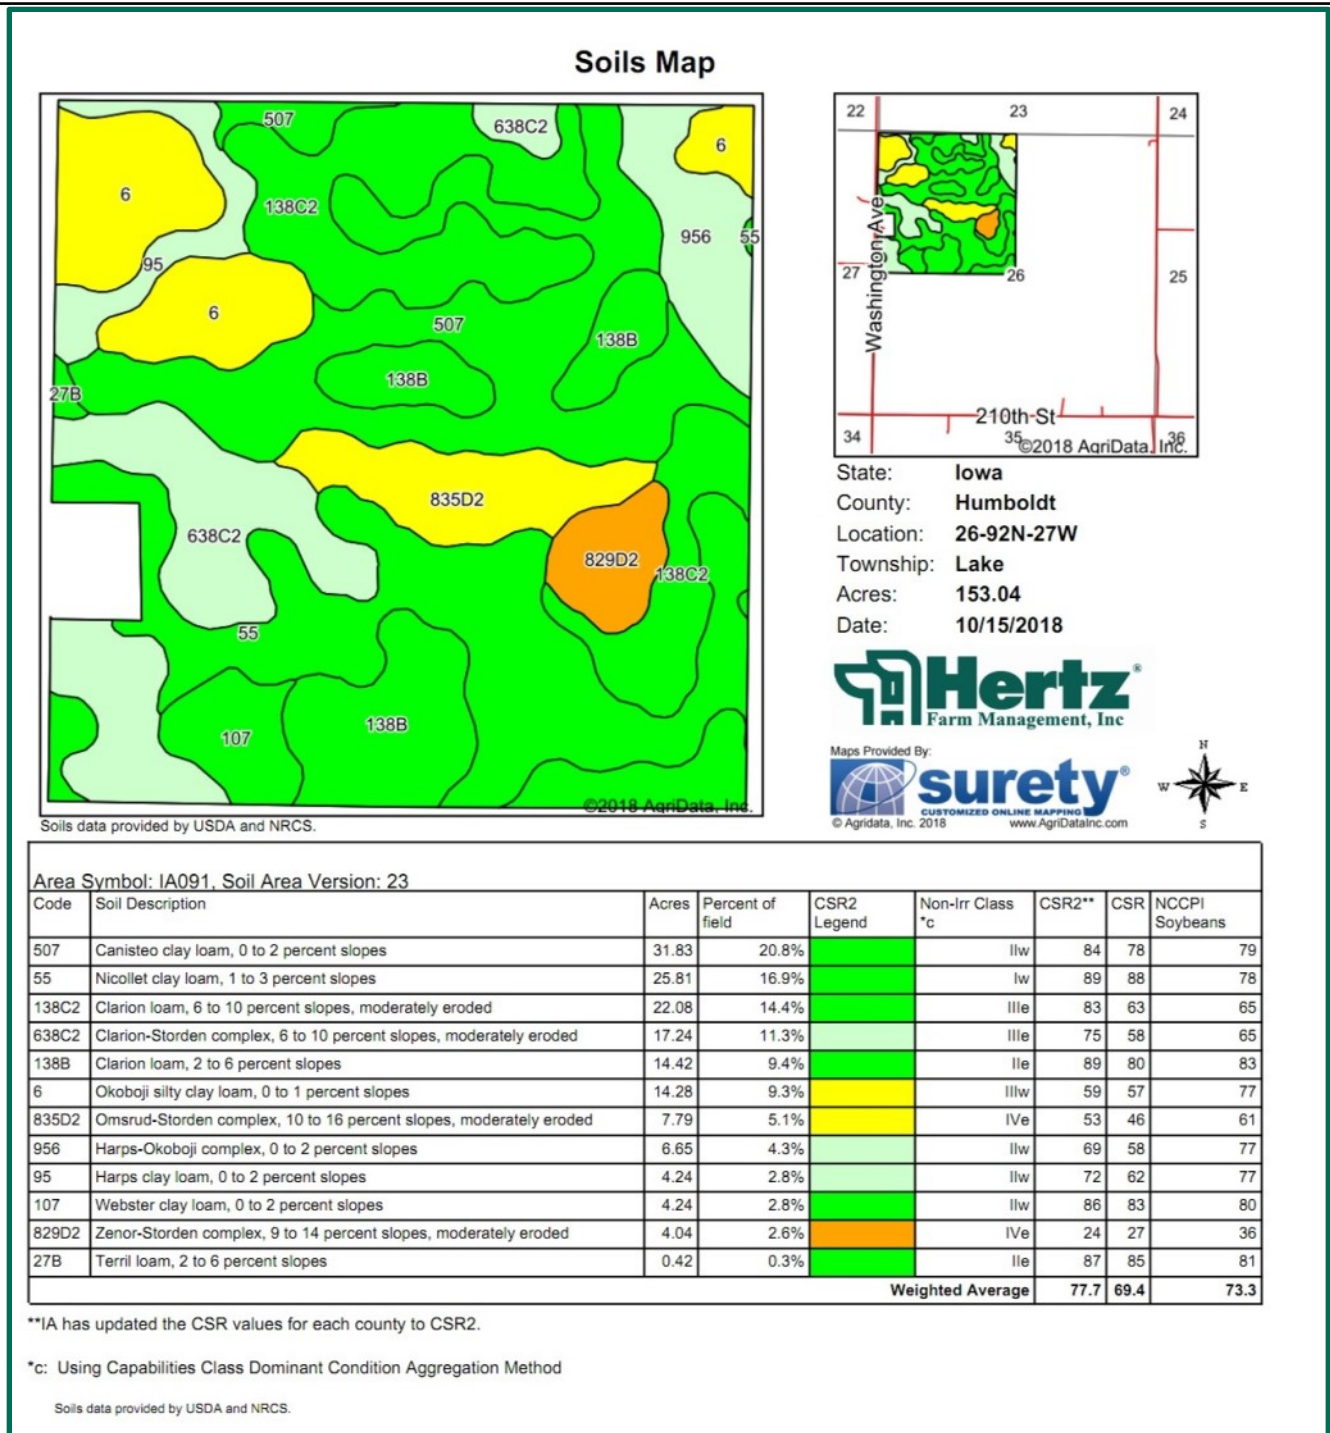 Soils Map
507
638C2
6
6
138C2
956
55
95
6
507
138B
138B
27B
835D2
638C2
829D2
138C2
55
138B
107
©2018 AgriData, Inc.
Soils data provided by USDA and NRCS.
22
23
24
Washington Ave
27
26
25
210th St
34
35
36
©2018 AgriData, Inc.
State: Iowa
County: Humboldt
Location: 26-92N-27W
Township: Lake
Acres: 153.04
Date: 10/15/2018
Hertz®
Farm Management, Inc
Maps Provided By:
surety®
CUSTOMIZED ONLINE MAPPING
© Agridata, Inc. 2018 www.AgriDataInc.com
N
W E
S
Area Symbol: IA091, Soil Area Version: 23
Code Soil Description Acres Percent of field CSR2 Legend Non-Irr Class *c CSR2** CSR NCCPI Soybeans
507 Canisteo clay loam, 0 to 2 percent slopes 31.83 20.8% IIw 84 78 79
55 Nicollet clay loam, 1 to 3 percent slopes 25.81 16.9% Iw 89 88 78
138C2 Clarion loam, 6 to 10 percent slopes, moderately eroded 22.08 14.4% IIIe 83 63 65
638C2 Clarion-Storden complex, 6 to 10 percent slopes, moderately eroded 17.24 11.3% IIIe 75 58 65
138B Clarion loam, 2 to 6 percent slopes 14.42 9.4% IIe 89 80 83
6 Okoboji silty clay loam, 0 to 1 percent slopes 14.28 9.3% IIIw 59 57 77
835D2 Omsrud-Storden complex, 10 to 16 percent slopes, moderately eroded 7.79 5.1% IVe 53 46 61
956 Harps-Okoboji complex, 0 to 2 percent slopes 6.65 4.3% IIw 69 58 77
95 Harps clay loam, 0 to 2 percent slopes 4.24 2.8% IIw 72 62 77
107 Webster clay loam, 0 to 2 percent slopes 4.24 2.8% IIw 86 83 80
829D2 Zenor-Storden complex, 9 to 14 percent slopes, moderately eroded 4.04 2.6% IVe 24 27 36
27B Terril loam, 2 to 6 percent slopes 0.42 0.3% IIe 87 85 81
Weighted Average 77.7 69.4 73.3
**IA has updated the CSR values for each county to CSR2.
*c: Using Capabilities Class Dominant Condition Aggregation Method
Soils data provided by USDA and NRCS.